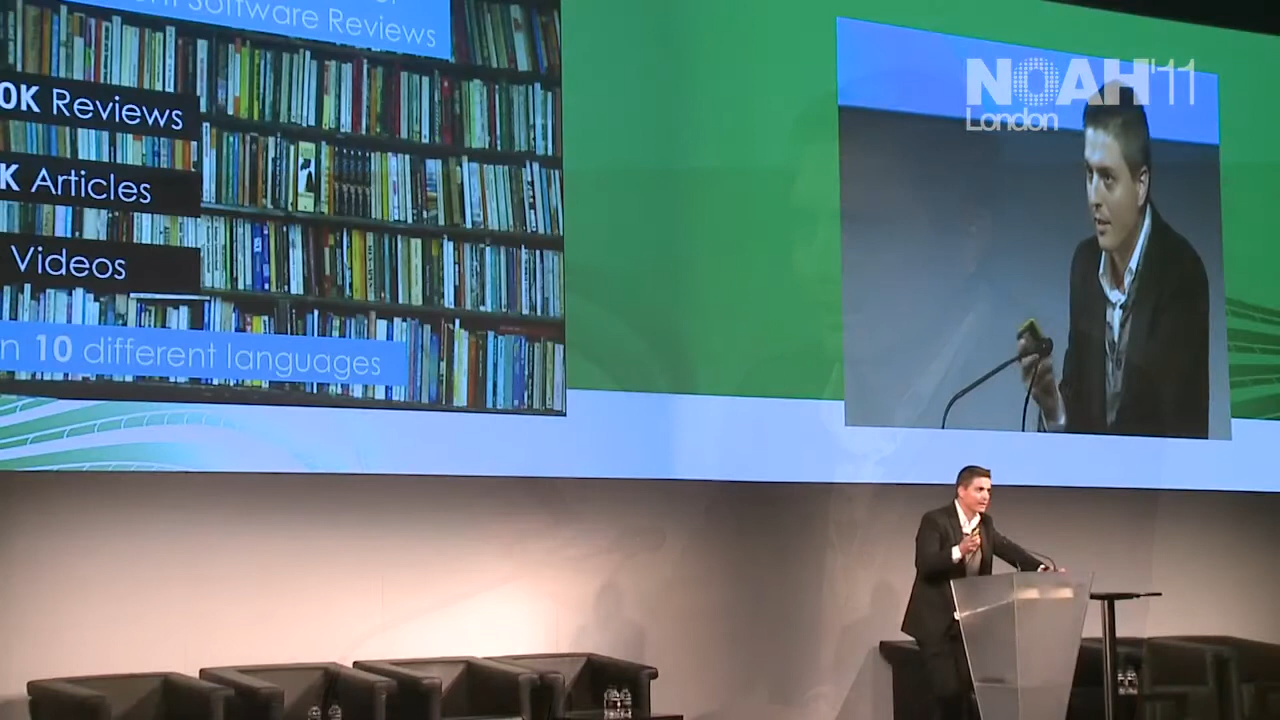 Software Reviews
0K Reviews
K Articles
Videos
n 10 different languages
NOAH'11
London